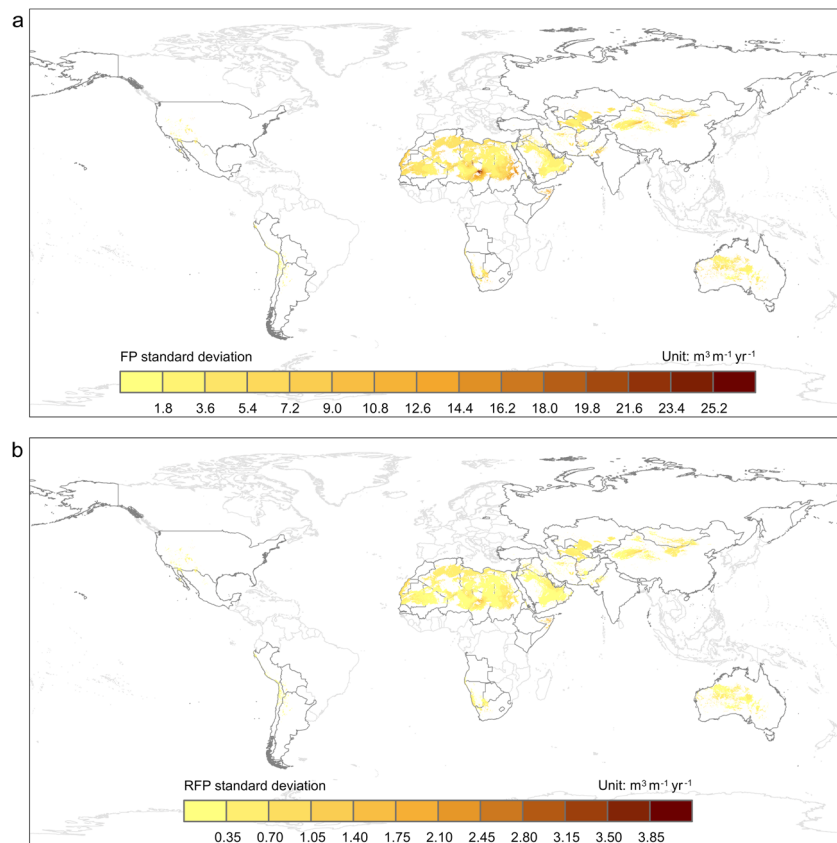 a
FP standard deviation Unit: m³ m⁻¹ yr⁻¹
1.8 3.6 5.4 7.2 9.0 10.8 12.6 14.4 16.2 18.0 19.8 21.6 23.4 25.2
b
RFP standard deviation Unit: m³ m⁻¹ yr⁻¹
0.35 0.70 1.05 1.40 1.75 2.10 2.45 2.80 3.15 3.50 3.85